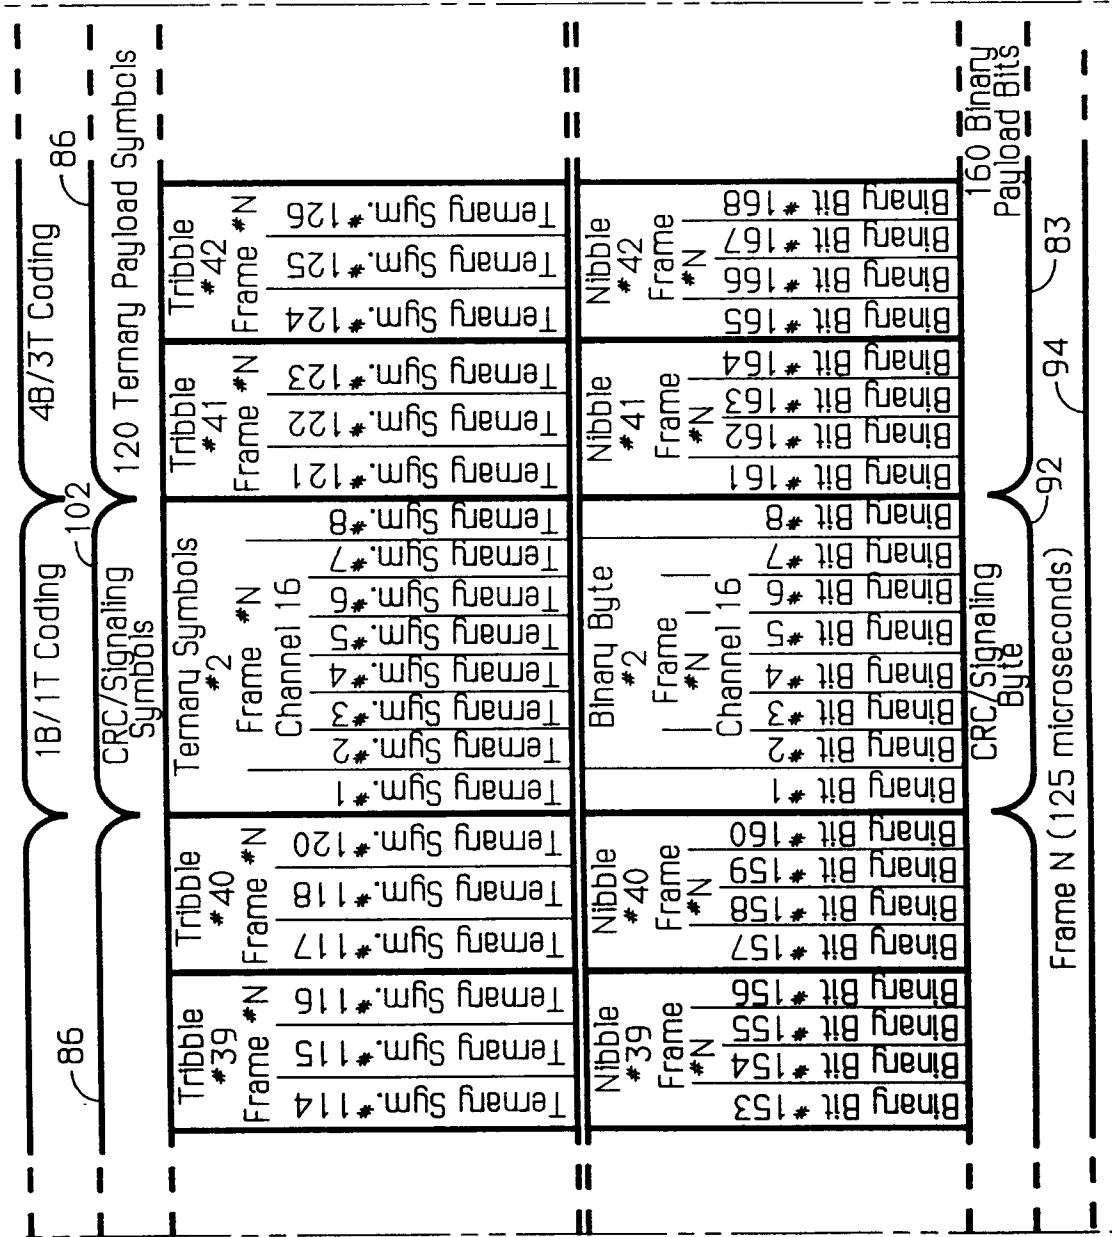 1B/1T Coding
4B/3T Coding
86
102
86
CRC/Signaling
Symbols
120 Ternary Payload Symbols
Tribble
#39
Frame #N
Ternary Sym. #114
Ternary Sym. #115
Ternary Sym. #116
Tribble
#40
Frame #N
Ternary Sym. #117
Ternary Sym. #118
Ternary Sym. #120
Ternary Symbols
#2
Frame #N
Channel 16
Ternary Sym. #1
Ternary Sym. #2
Ternary Sym. #3
Ternary Sym. #4
Ternary Sym. #5
Ternary Sym. #6
Ternary Sym. #7
Ternary Sym. #8
Tribble
#41
Frame #N
Ternary Sym. #121
Ternary Sym. #122
Ternary Sym. #123
Tribble
#42
Frame #N
Ternary Sym. #124
Ternary Sym. #125
Ternary Sym. #126
Nibble
#39
Frame
#N
Binary Bit #153
Binary Bit #154
Binary Bit #155
Binary Bit #156
Nibble
#40
Frame
#N
Binary Bit #157
Binary Bit #158
Binary Bit #159
Binary Bit #160
Binary Byte
#2
Frame
#N
Channel 16
Binary Bit #1
Binary Bit #2
Binary Bit #3
Binary Bit #4
Binary Bit #5
Binary Bit #6
Binary Bit #7
Binary Bit #8
Nibble
#41
Frame
#N
Binary Bit #161
Binary Bit #162
Binary Bit #163
Binary Bit #164
Nibble
#42
Frame
#N
Binary Bit #165
Binary Bit #166
Binary Bit #167
Binary Bit #168
CRC/Signaling
Byte
160 Binary
Payload Bits
92
83
Frame N (125 microseconds)
94